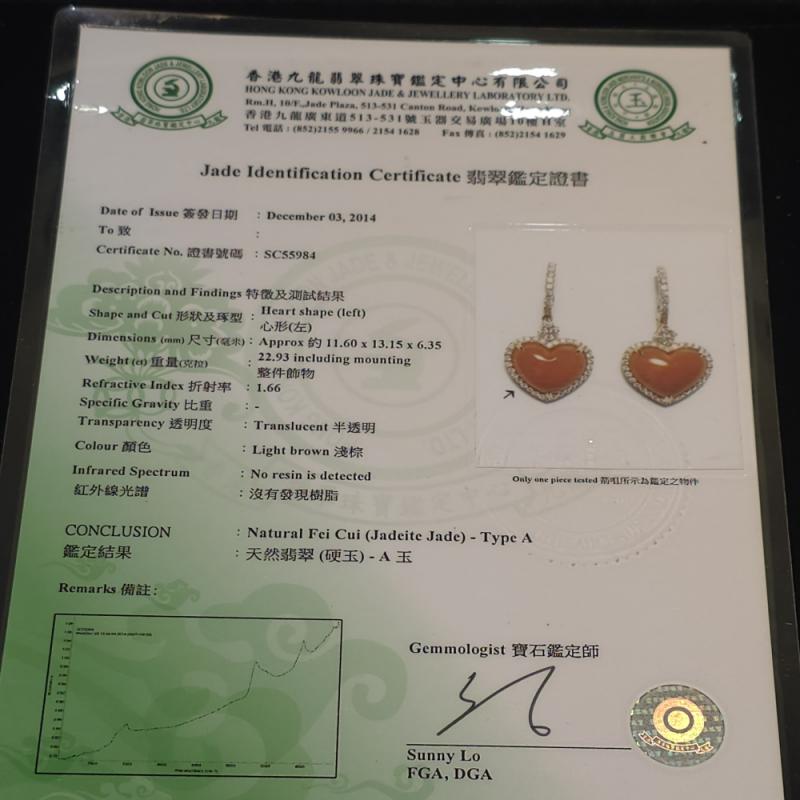 香港九龍翡翠珠寶鑑定中心有限公司
HONG KONG KOWLOON JADE & JEWELLERY LABORATORY LTD.
Rm.H, 10/F.,Jade Plaza, 513-531 Canton Road,
香港九龍廣東道513-531號玉器交易廣場10樓H室
Tel 電話 : (852)2155 9966 / 2154 1628 Fax 傳真 : (852)2154 1629
Jade Identification Certificate 翡翠鑑定證書
Date of Issue 簽發日期 : December 03, 2014
To 致 :
Certificate No. 證書號碼 : SC55984
Description and Findings 特徵及測試結果
Shape and Cut 形狀及琢型 : Heart shape (left)
心形(左)
Dimensions (mm) 尺寸(毫米) : Approx 約 11.60 x 13.15 x 6.35
Weight (ct) 重量(克拉) : 22.93 including mounting
整件飾物
Refractive Index 折射率 : 1.66
Specific Gravity 比重 : -
Transparency 透明度 : Translucent 半透明
Colour 顏色 : Light brown 淺棕
Infrared Spectrum : No resin is detected
紅外線光譜 : 沒有發現樹脂
Only one piece tested 箭咀所示為鑑定之物件
CONCLUSION : Natural Fei Cui (Jadeite Jade) - Type A
鑑定結果 : 天然翡翠 (硬玉) - A 玉
Remarks 備註:
Gemmologist 寶石鑑定師
Sunny Lo
FGA, DGA